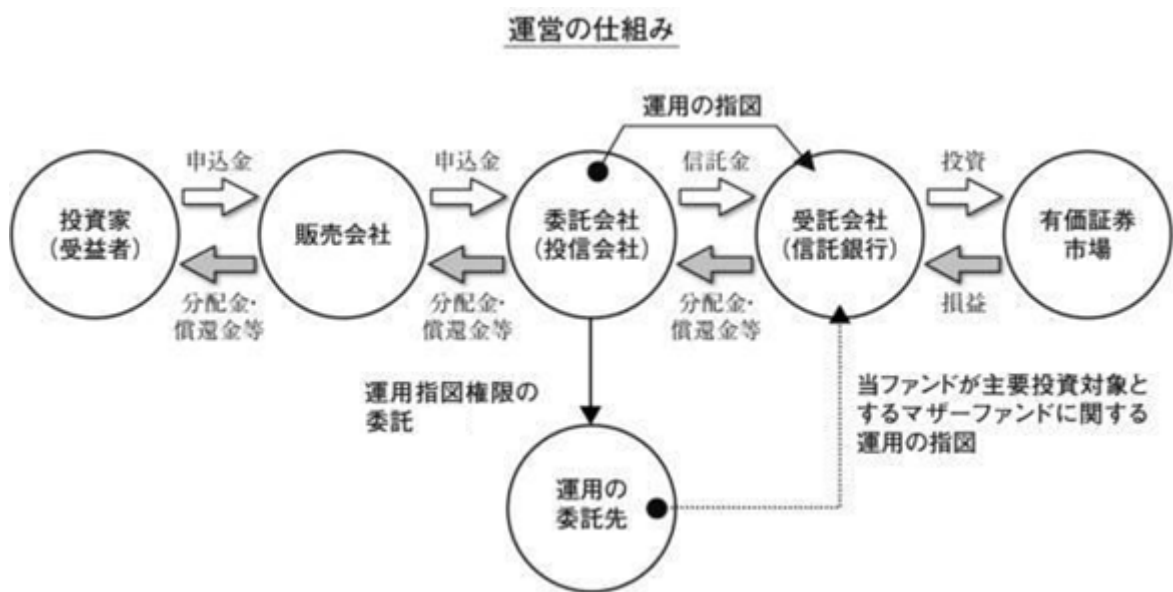 運営の仕組み
運用の指図
申込金
申込金
信託金
投資
投資家
（受益者）
販売会社
委託会社
（投信会社）
受託会社
（信託銀行）
有価証券
市場
分配金・
償還金等
分配金・
償還金等
分配金・
償還金等
損益
運用指図権限の
委託
当ファンドが主要投資対象と
するマザーファンドに関する
運用の指図
運用の
委託先